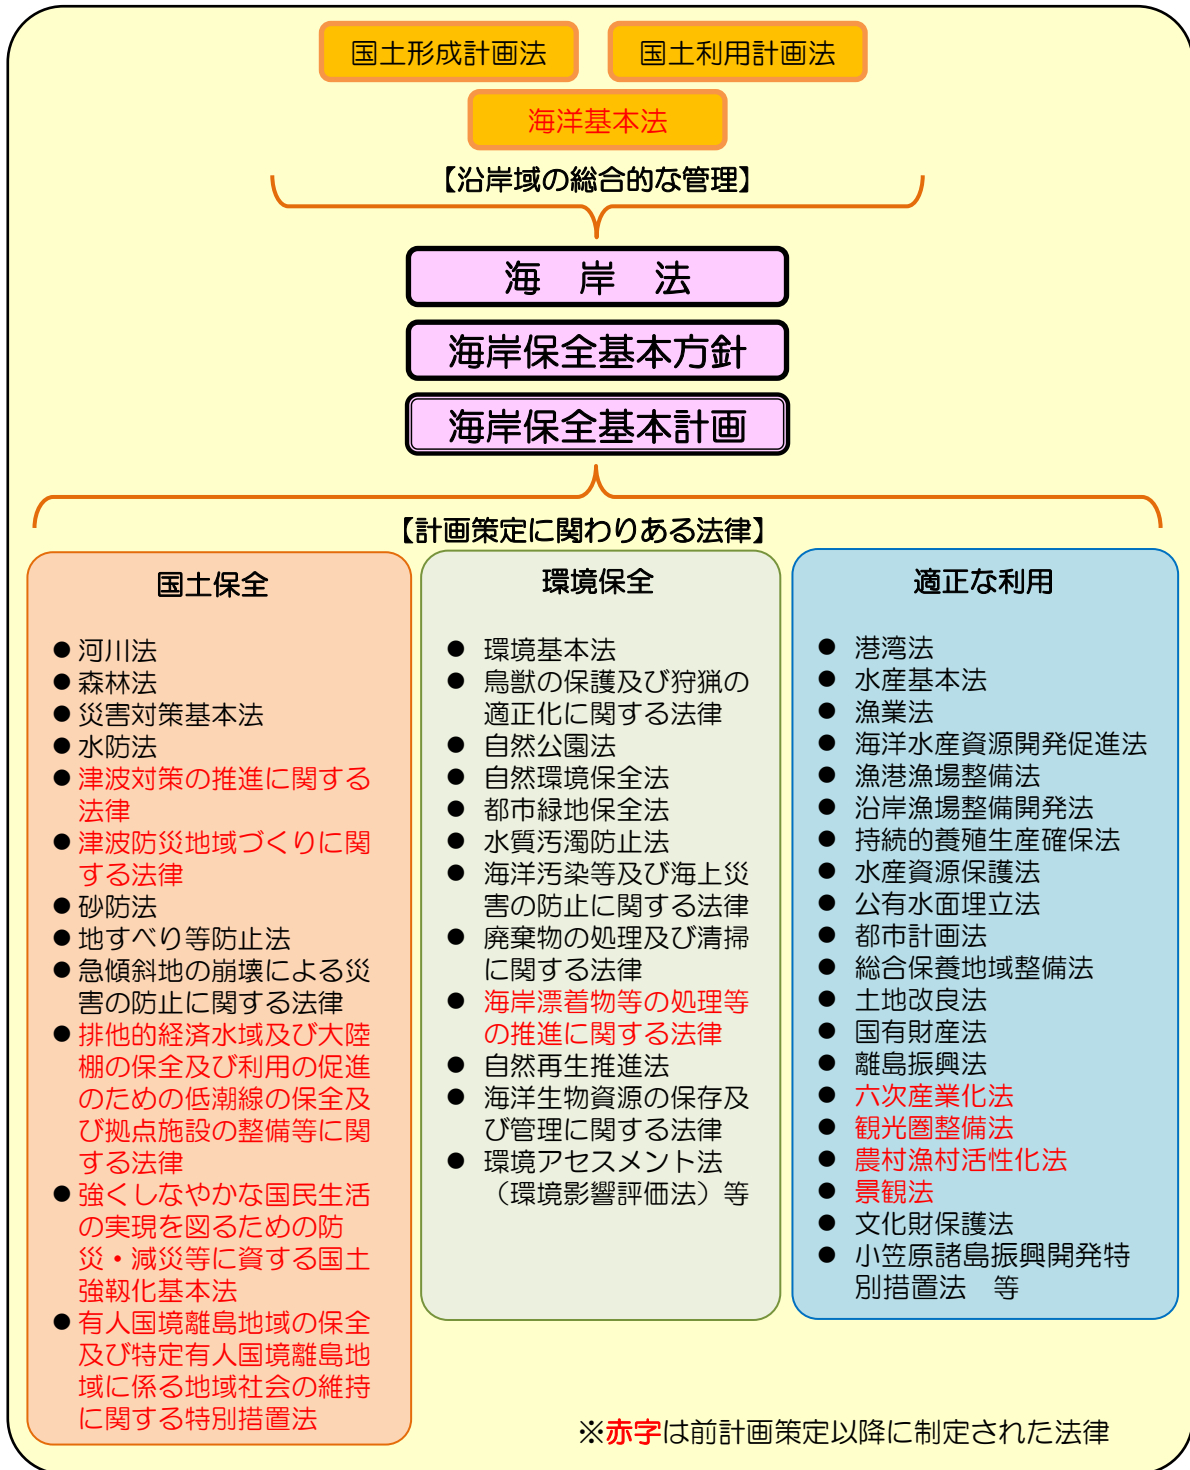 国土形成計画法
国土利用計画法
海洋基本法
【沿岸域の総合的な管理】
海 岸 法
海岸保全基本方針
海岸保全基本計画
【計画策定に関わりある法律】
国土保全
●河川法
●森林法
●災害対策基本法
●水防法
●津波対策の推進に関する
法律
●津波防災地域づくりに関
する法律
●砂防法
●地すべり等防止法
●急傾斜地の崩壊による災
害の防止に関する法律
●排他的経済水域及び大陸
棚の保全及び利用の促進
のための低潮線の保全及
び拠点施設の整備等に関
する法律
●強くしなやかな国民生活
の実現を図るための防
災・減災等に資する国土
強靱化基本法
●有人国境離島地域の保全
及び特定有人国境離島地
域に係る地域社会の維持
に関する特別措置法
環境保全
● 環境基本法
● 鳥獣の保護及び狩猟の
適正化に関する法律
● 自然公園法
● 自然環境保全法
● 都市緑地保全法
● 水質汚濁防止法
● 海洋汚染等及び海上災
害の防止に関する法律
● 廃棄物の処理及び清掃
に関する法律
● 海岸漂着物等の処理等
の推進に関する法律
● 自然再生推進法
● 海洋生物資源の保存及
び管理に関する法律
● 環境アセスメント法
（環境影響評価法）等
適正な利用
● 港湾法
● 水産基本法
● 漁業法
● 海洋水産資源開発促進法
● 漁港漁場整備法
● 沿岸漁場整備開発法
● 持続的養殖生産確保法
● 水産資源保護法
● 公有水面埋立法
● 都市計画法
● 総合保養地域整備法
● 土地改良法
● 国有財産法
● 離島振興法
● 六次産業化法
● 観光圏整備法
● 農村漁村活性化法
● 景観法
● 文化財保護法
● 小笠原諸島振興開発特
別措置法 等
※赤字は前計画策定以降に制定された法律